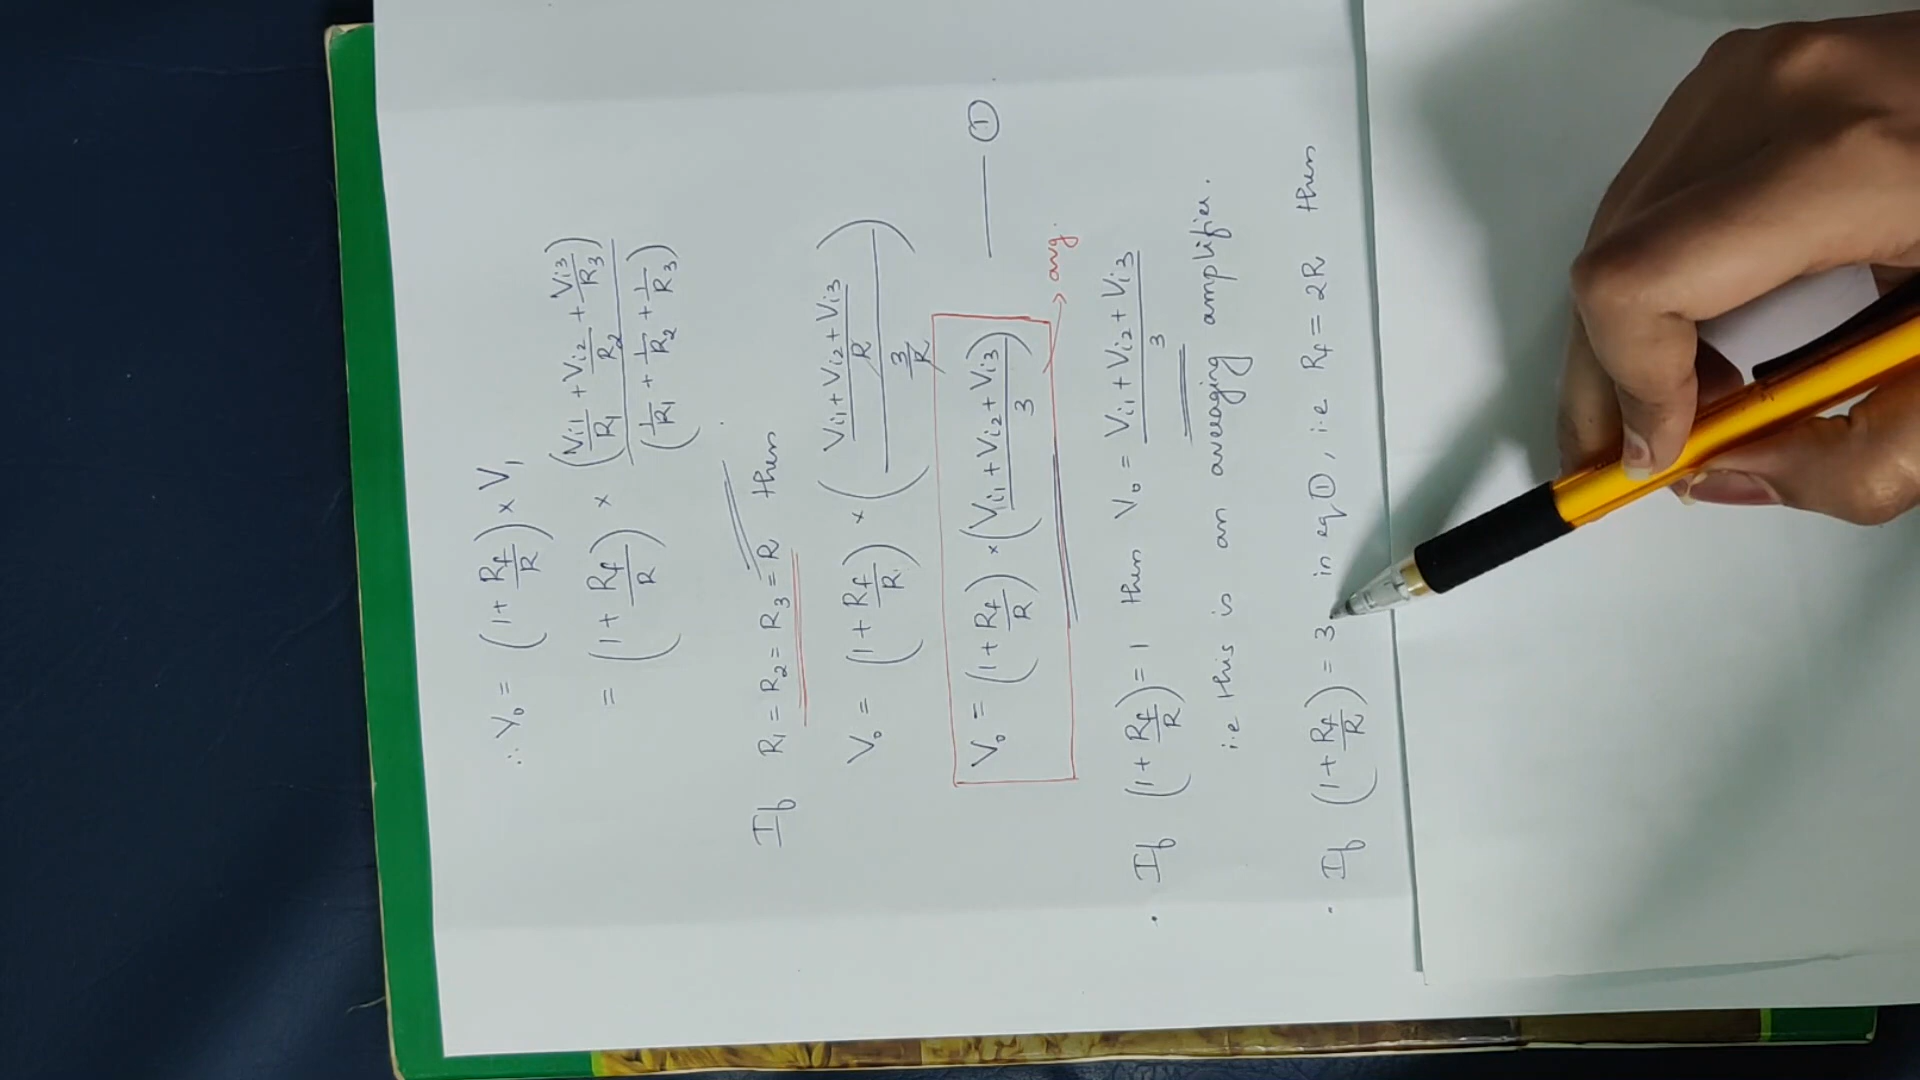 ∴ V₀ = (1 + Rf/R) × V₁
= (1 + Rf/R) × (Vi1/R1 + Vi2/R2 + Vi3/R3) / (1/R1 + 1/R2 + 1/R3)
If R1 = R2 = R3 = R then
V₀ = (1 + Rf/R) × ((Vi1 + Vi2 + Vi3)/R / (3/R))
V₀ = (1 + Rf/R) × ((Vi1 + Vi2 + Vi3)/3) —— ①
→ avg.
• If (1 + Rf/R) = 1 then V₀ = (Vi1 + Vi2 + Vi3)/3
i.e this is an averaging amplifier.
• If (1 + Rf/R) = 3 in eq ①, i.e Rf = 2R then